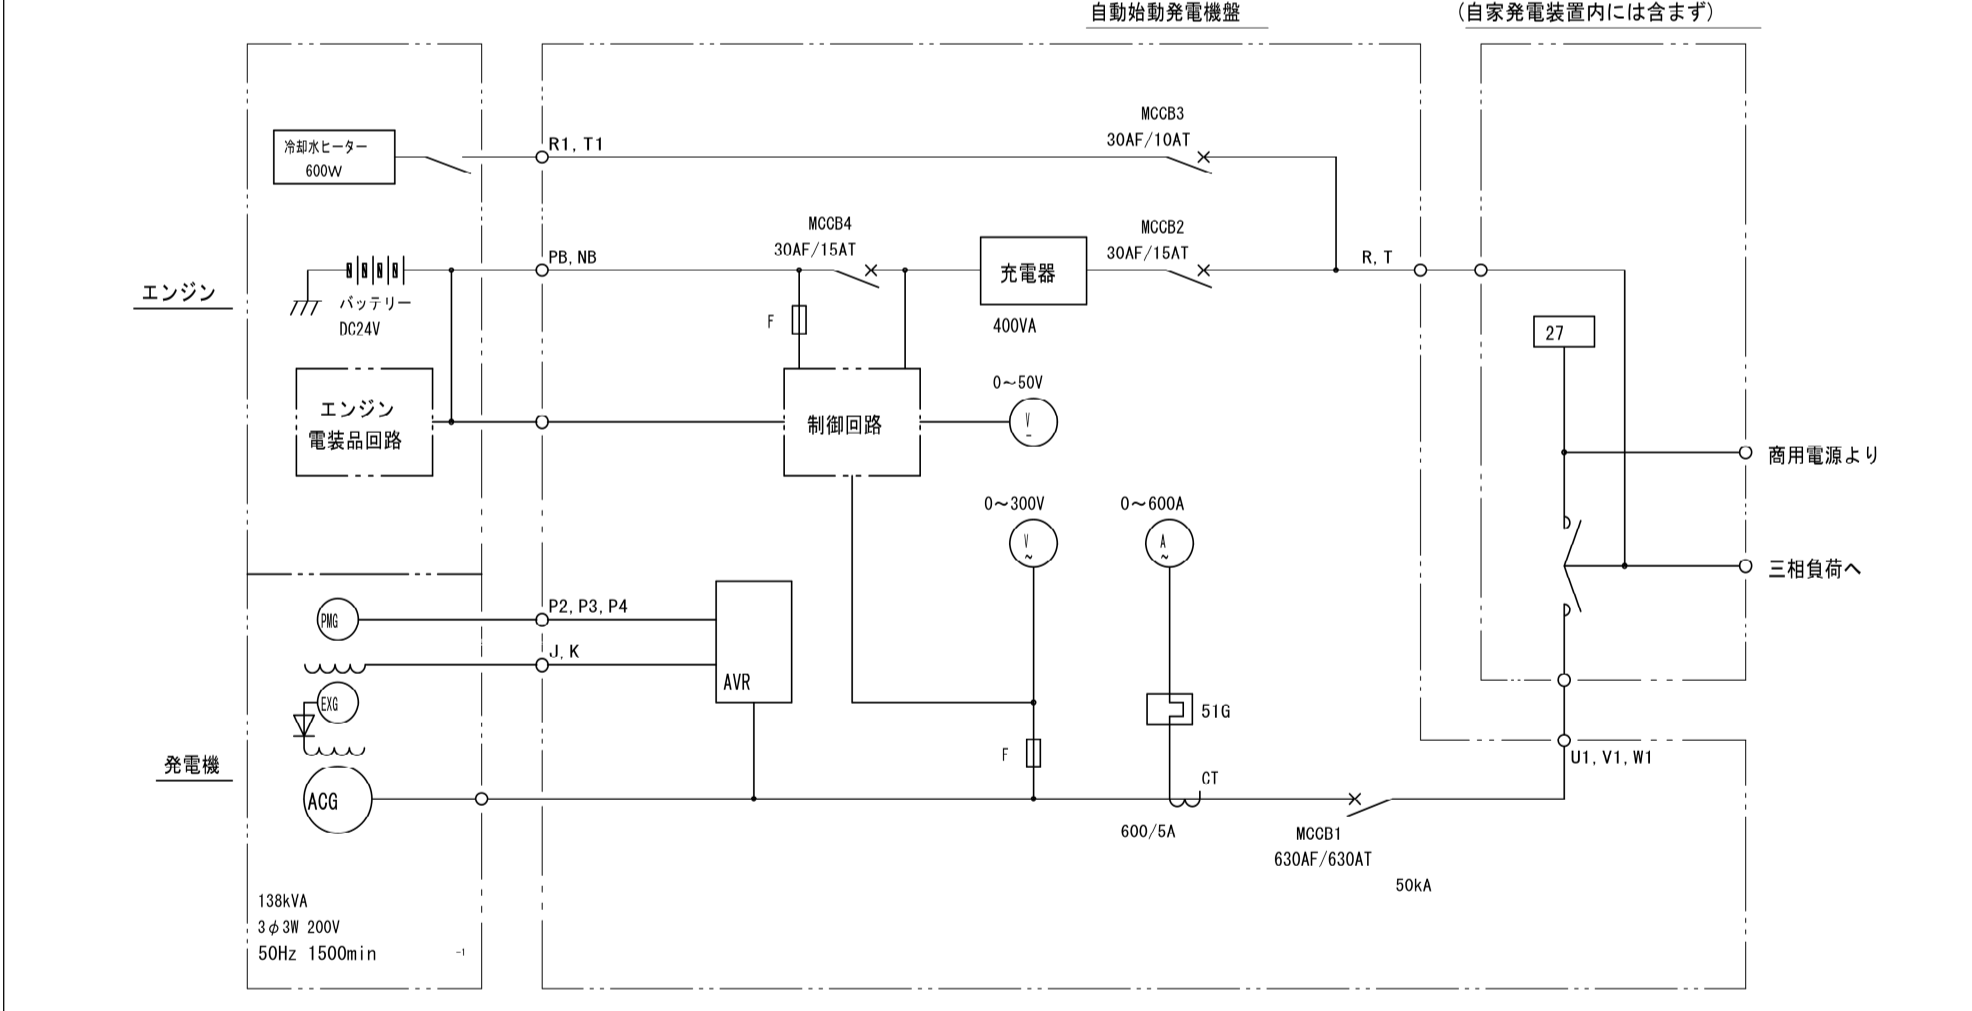 自動始動発電機盤
(自家発電装置内には含まず)
MCCB3
30AF/10AT
冷却水ヒーター
600W
R1, T1
MCCB4
30AF/15AT
MCCB2
30AF/15AT
PB, NB
R, T
充電器
400VA
エンジン
バッテリー
DC24V
F
27
0～50V
V
エンジン
電装品回路
制御回路
商用電源より
0～300V
0～600A
V
～
A
～
三相負荷へ
PMG
P2, P3, P4
J, K
AVR
EXG
51G
F
発電機
ACG
CT
U1, V1, W1
600/5A
MCCB1
630AF/630AT
50kA
138kVA
3φ3W 200V
50Hz 1500min -1